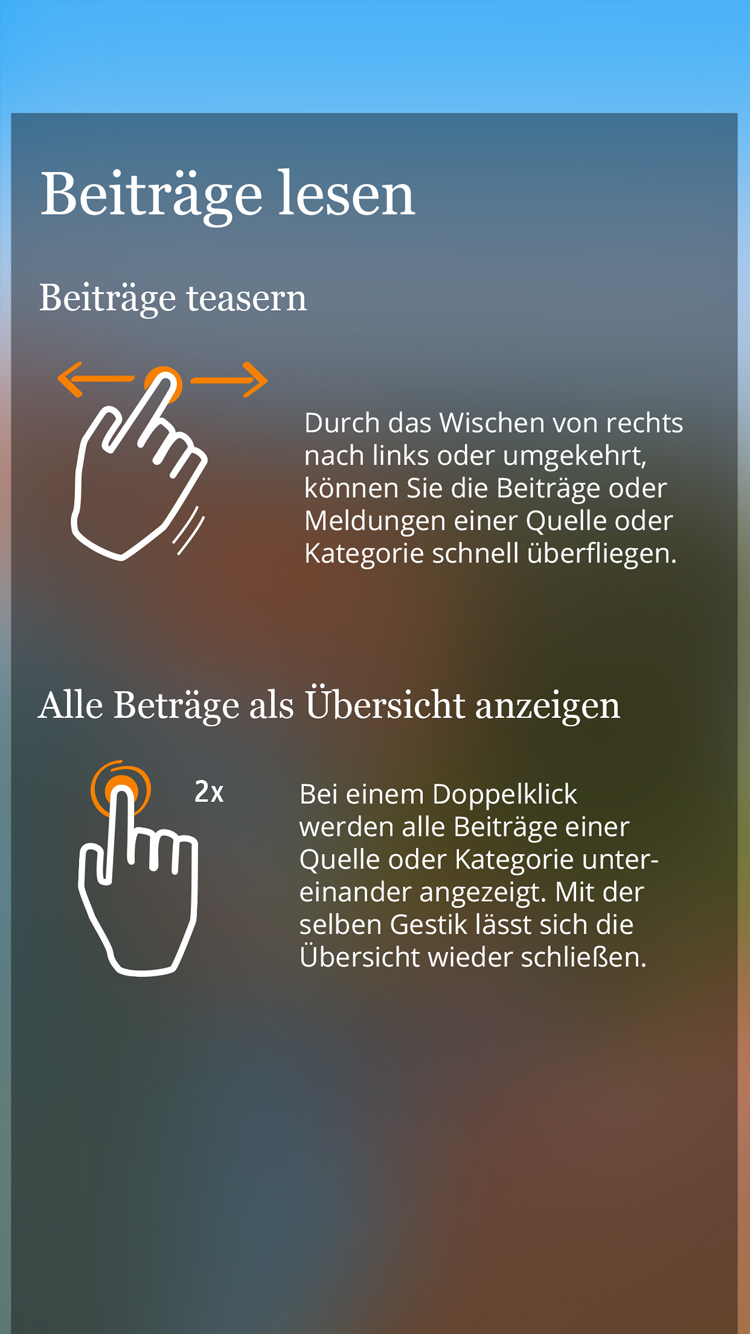 Beiträge lesen
Beiträge teasern
Durch das Wischen von rechts
nach links oder umgekehrt,
können Sie die Beiträge oder
Meldungen einer Quelle oder
Kategorie schnell überfliegen.
Alle Beträge als Übersicht anzeigen
2x
Bei einem Doppelklick
werden alle Beiträge einer
Quelle oder Kategorie unter-
einander angezeigt. Mit der
selben Gestik lässt sich die
Übersicht wieder schließen.